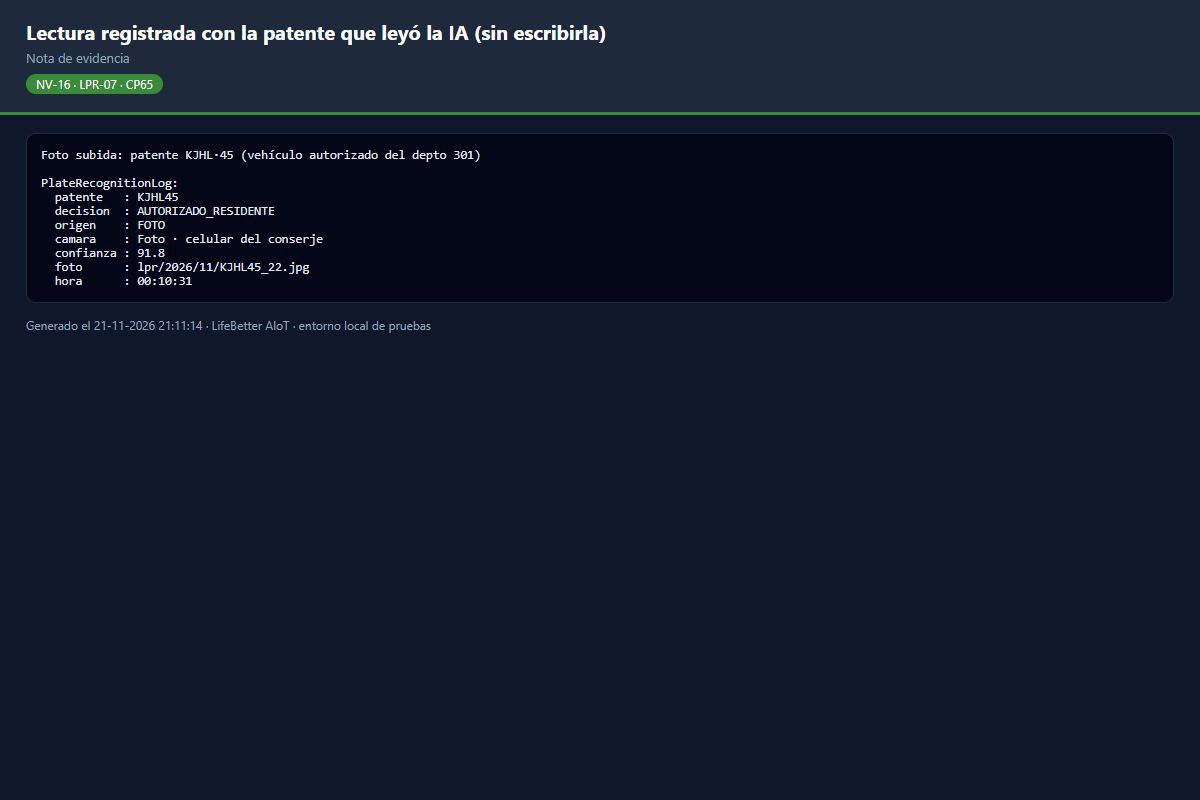 Lectura registrada con la patente que leyó la IA (sin escribirla)
Nota de evidencia
NV-16 · LPR-07 · CP65
Foto subida: patente KJHL·45 (vehículo autorizado del depto 301)
PlateRecognitionLog:
patente : KJHL45
decision : AUTORIZADO_RESIDENTE
origen : FOTO
camara : Foto · celular del conserje
confianza : 91.8
foto : lpr/2026/11/KJHL45_22.jpg
hora : 00:10:31
Generado el 21-11-2026 21:11:14 · LifeBetter AIoT · entorno local de pruebas